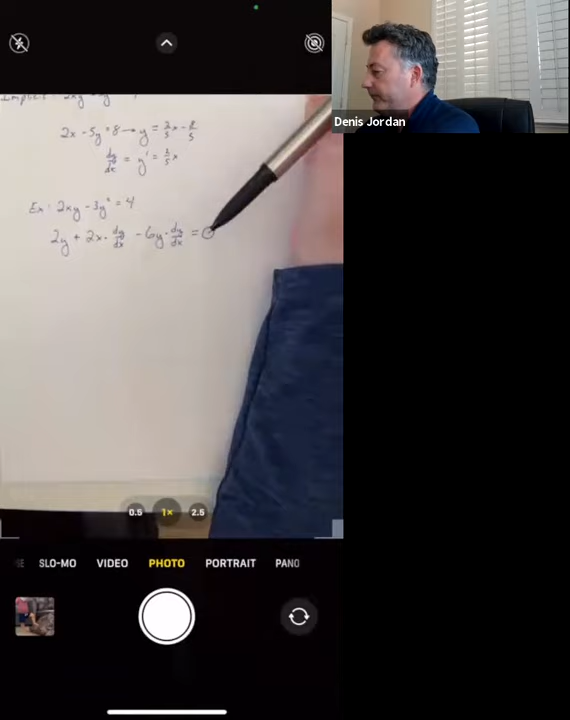 Denis Jordan
2x - 5y = 8 → y = 2/5 x - 8/5
dy/dx = y' = 2/5 x
Ex: 2xy - 3y² = 4
2y + 2x · dy/dx - 6y · dy/dx = 0
0.5 1× 2.5
SLO-MO VIDEO PHOTO PORTRAIT PANO